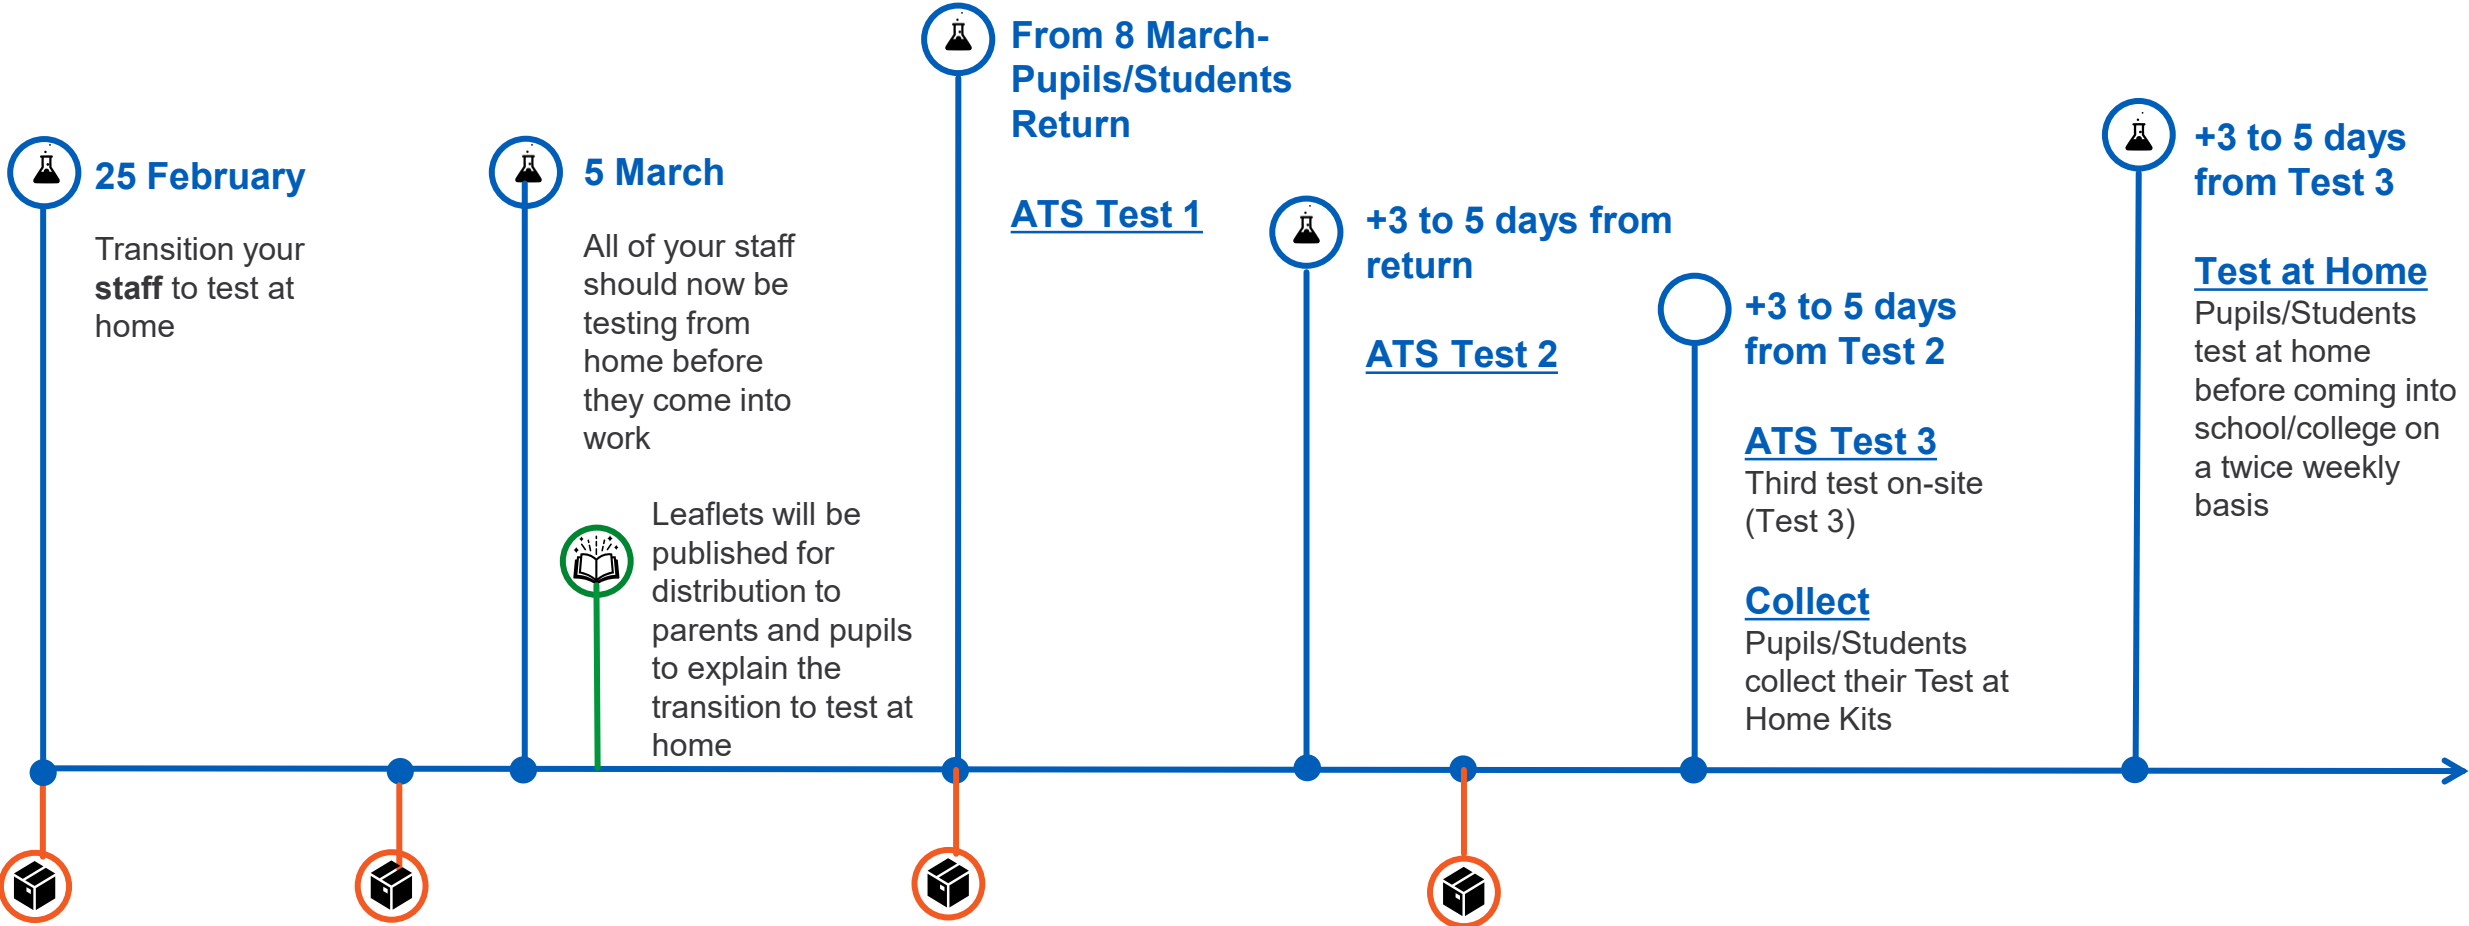 25 February
Transition your
staff to test at
home
5 March
All of your staff
should now be
testing from
home before
they come into
work
Leaflets will be
published for
distribution to
parents and pupils
to explain the
transition to test at
home
From 8 March-
Pupils/Students
Return
ATS Test 1
+3 to 5 days from
return
ATS Test 2
+3 to 5 days
from Test 2
ATS Test 3
Third test on-site
(Test 3)
Collect
Pupils/Students
collect their Test at
Home Kits
+3 to 5 days
from Test 3
Test at Home
Pupils/Students
test at home
before coming into
school/college on
a twice weekly
basis